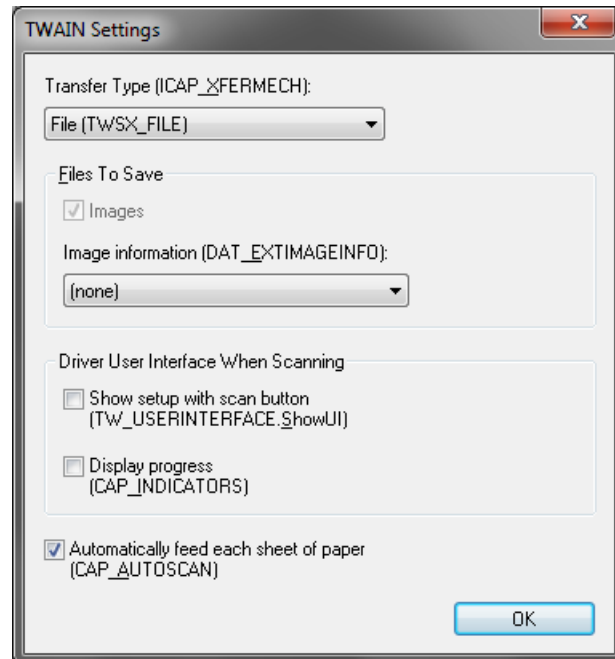 TWAIN Settings
Transfer Type (ICAP_XFERMECH):
File (TWSX_FILE)
Files To Save
Images
Image information (DAT_EXTIMAGEINFO):
(none)
Driver User Interface When Scanning
Show setup with scan button
(TW_USERINTERFACE.ShowUI)
Display progress
(CAP_INDICATORS)
Automatically feed each sheet of paper
(CAP_AUTOSCAN)
OK